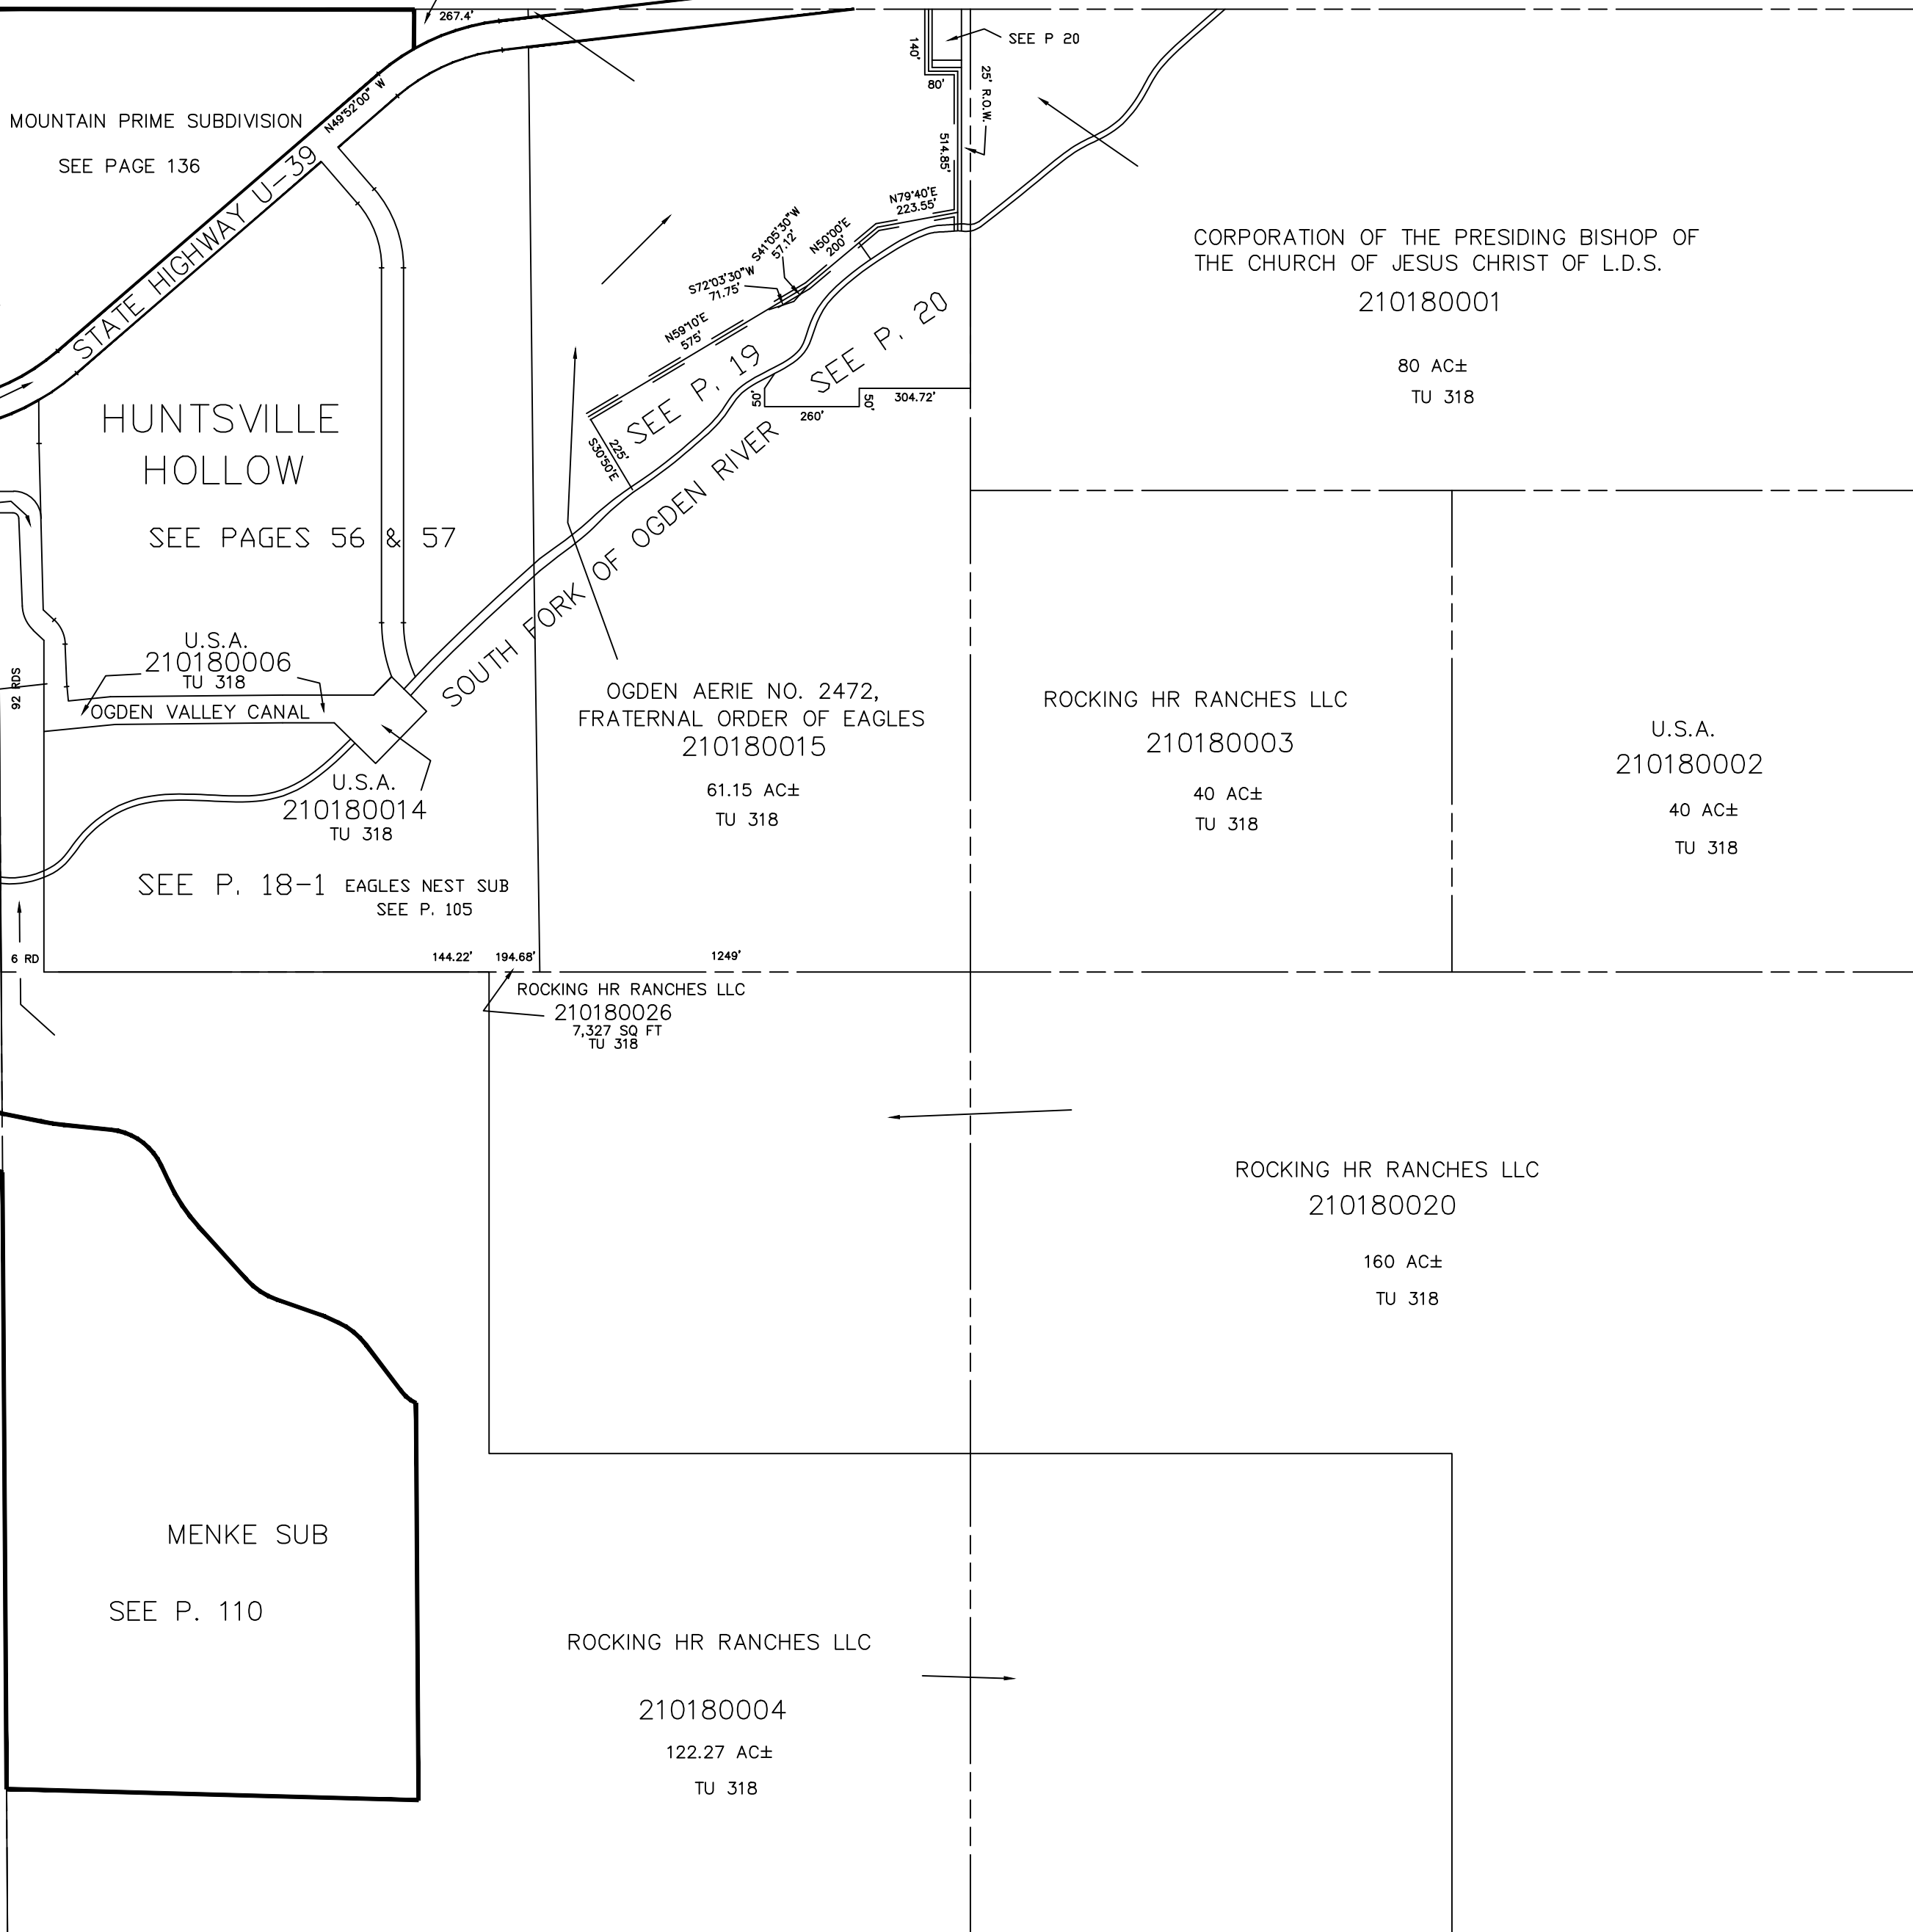 267.4'
N49°52'00" W
MOUNTAIN PRIME SUBDIVISION
SEE PAGE 136
STATE HIGHWAY U-39
140'
80'
SEE P 20
25' R.O.W.
514.85'
N79°40'E
223.55'
N50°00'E
200'
S41°05'30"W
57.12'
S72°03'30"W
71.75'
N59°10'E
575'
225'
S30°50'E
SEE P. 19
SEE P. 20
50'
260'
50'
304.72'
SOUTH FORK OF OGDEN RIVER
CORPORATION OF THE PRESIDING BISHOP OF
THE CHURCH OF JESUS CHRIST OF L.D.S.
210180001
80 AC±
TU 318
HUNTSVILLE
HOLLOW
SEE PAGES 56 & 57
U.S.A.
210180006
TU 318
92 RDS
OGDEN VALLEY CANAL
U.S.A.
210180014
TU 318
OGDEN AERIE NO. 2472,
FRATERNAL ORDER OF EAGLES
210180015
61.15 AC±
TU 318
ROCKING HR RANCHES LLC
210180003
40 AC±
TU 318
U.S.A.
210180002
40 AC±
TU 318
SEE P. 18-1
EAGLES NEST SUB
SEE P. 105
6 RD
144.22'
194.68'
1249'
ROCKING HR RANCHES LLC
210180026
7,327 SQ FT
TU 318
ROCKING HR RANCHES LLC
210180020
160 AC±
TU 318
MENKE SUB
SEE P. 110
ROCKING HR RANCHES LLC
210180004
122.27 AC±
TU 318